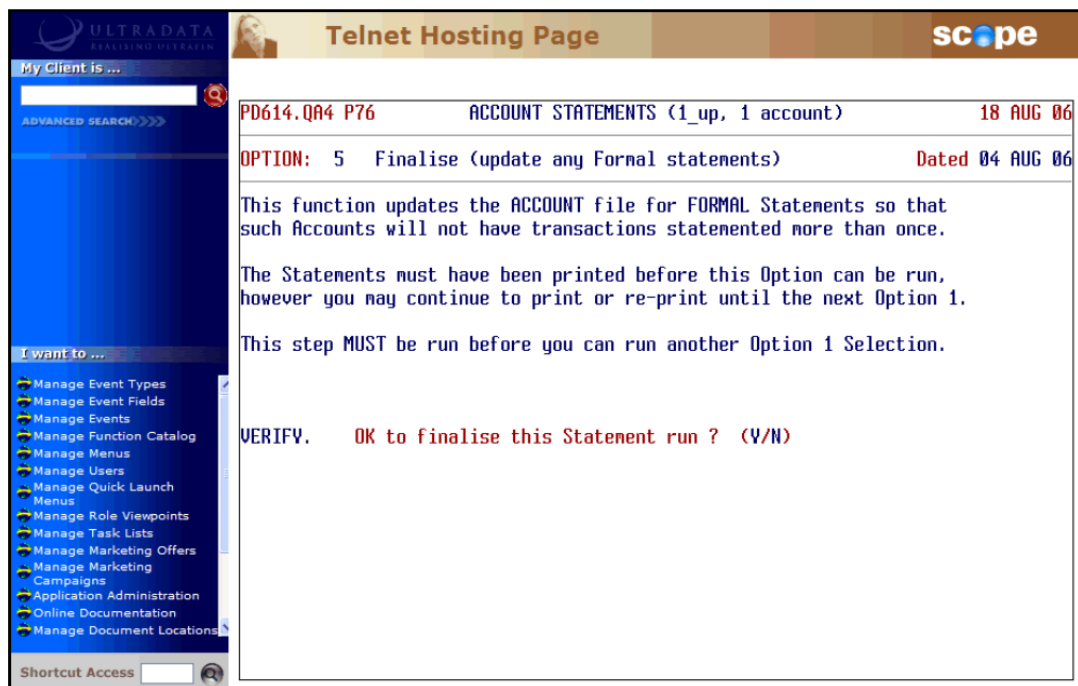 ULTRADATA
REALISING ULTRAFIN
Telnet Hosting Page
scope
My Client is ...
ADVANCED SEARCH
PD614.QA4 P76 ACCOUNT STATEMENTS (1_up, 1 account) 18 AUG 06
OPTION: 5 Finalise (update any Formal statements) Dated 04 AUG 06
This function updates the ACCOUNT file for FORMAL Statements so that
such Accounts will not have transactions statemented more than once.
The Statements must have been printed before this Option can be run,
however you may continue to print or re-print until the next Option 1.
This step MUST be run before you can run another Option 1 Selection.
VERIFY. OK to finalise this Statement run ? (Y/N)
I want to ...
Manage Event Types
Manage Event Fields
Manage Events
Manage Function Catalog
Manage Menus
Manage Users
Manage Quick Launch
Menus
Manage Role Viewpoints
Manage Task Lists
Manage Marketing Offers
Manage Marketing
Campaigns
Application Administration
Online Documentation
Manage Document Locations
Shortcut Access